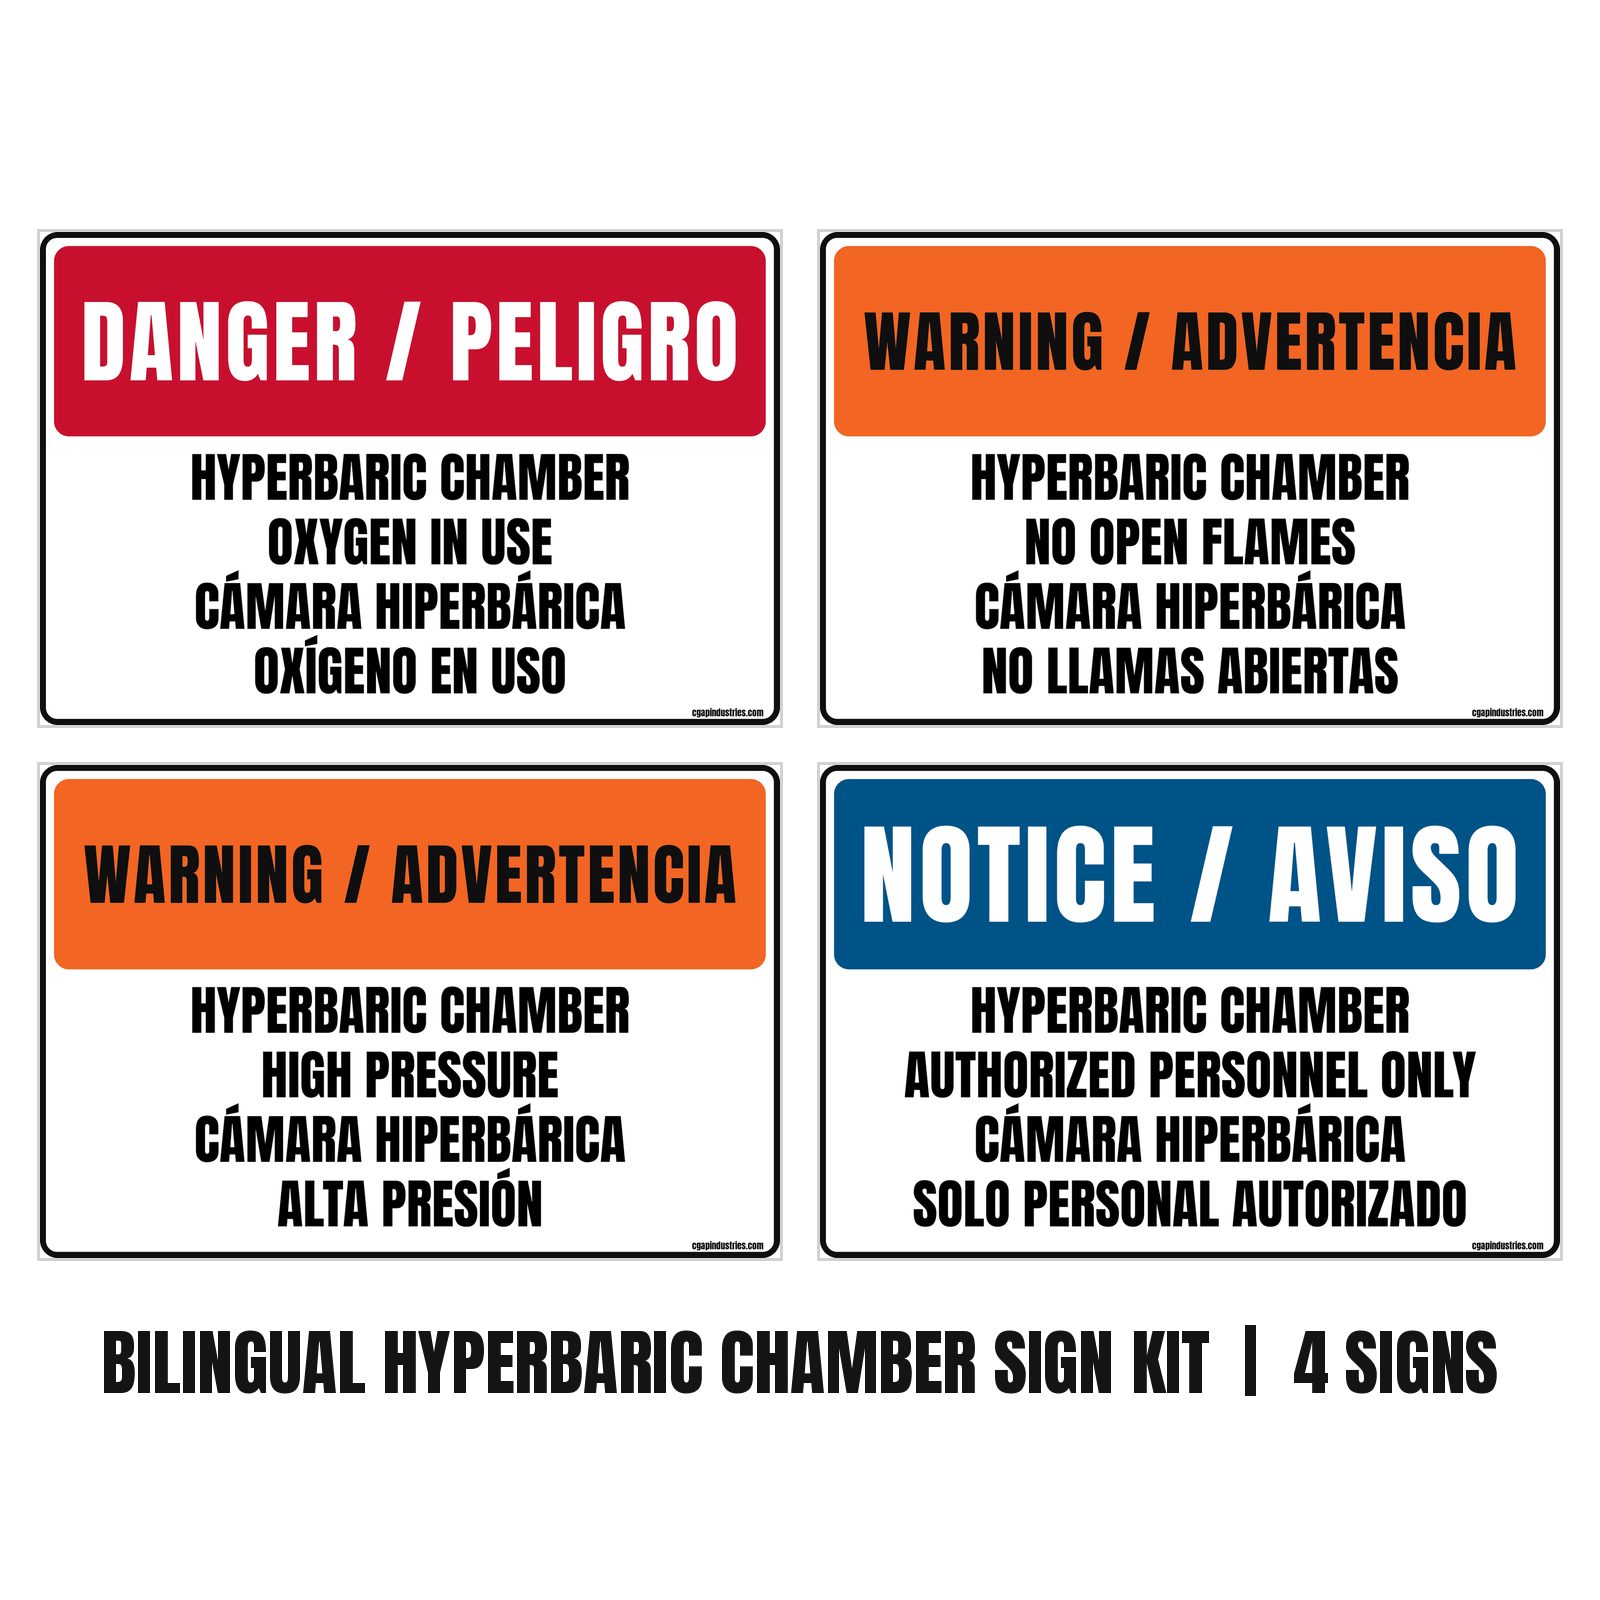 DANGER / PELIGRO
HYPERBARIC CHAMBER
OXYGEN IN USE
CÁMARA HIPERBÁRICA
OXÍGENO EN USO
cgapindustries.com
WARNING / ADVERTENCIA
HYPERBARIC CHAMBER
NO OPEN FLAMES
CÁMARA HIPERBÁRICA
NO LLAMAS ABIERTAS
cgapindustries.com
WARNING / ADVERTENCIA
HYPERBARIC CHAMBER
HIGH PRESSURE
CÁMARA HIPERBÁRICA
ALTA PRESIÓN
cgapindustries.com
NOTICE / AVISO
HYPERBARIC CHAMBER
AUTHORIZED PERSONNEL ONLY
CÁMARA HIPERBÁRICA
SOLO PERSONAL AUTORIZADO
cgapindustries.com
BILINGUAL HYPERBARIC CHAMBER SIGN KIT | 4 SIGNS